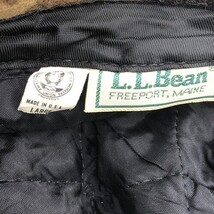 MADE IN U.S.A.
LARGE
L.L.Bean
FREEPORT, MAINE